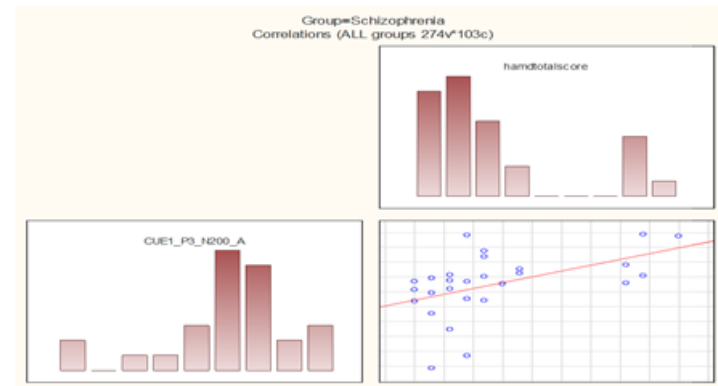 Group=Schizophrenia
Correlations (ALL groups 274v*103c)
hamdtotalscore
CUE1_P3_N200_A